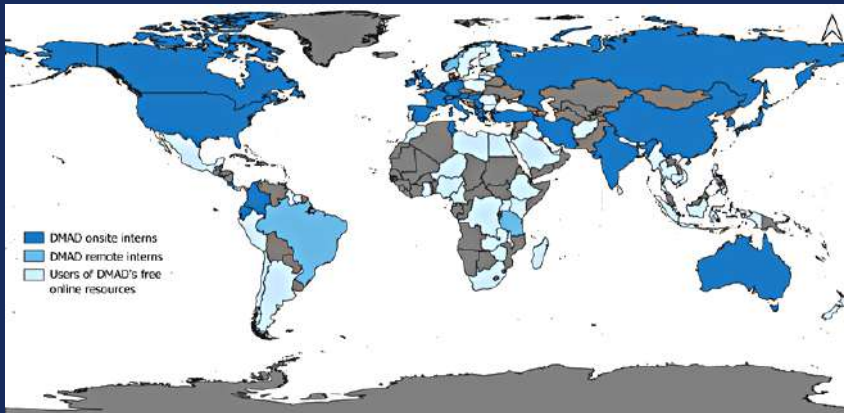 DMAD onsite interns
DMAD remote interns
Users of DMAD's free
online resources